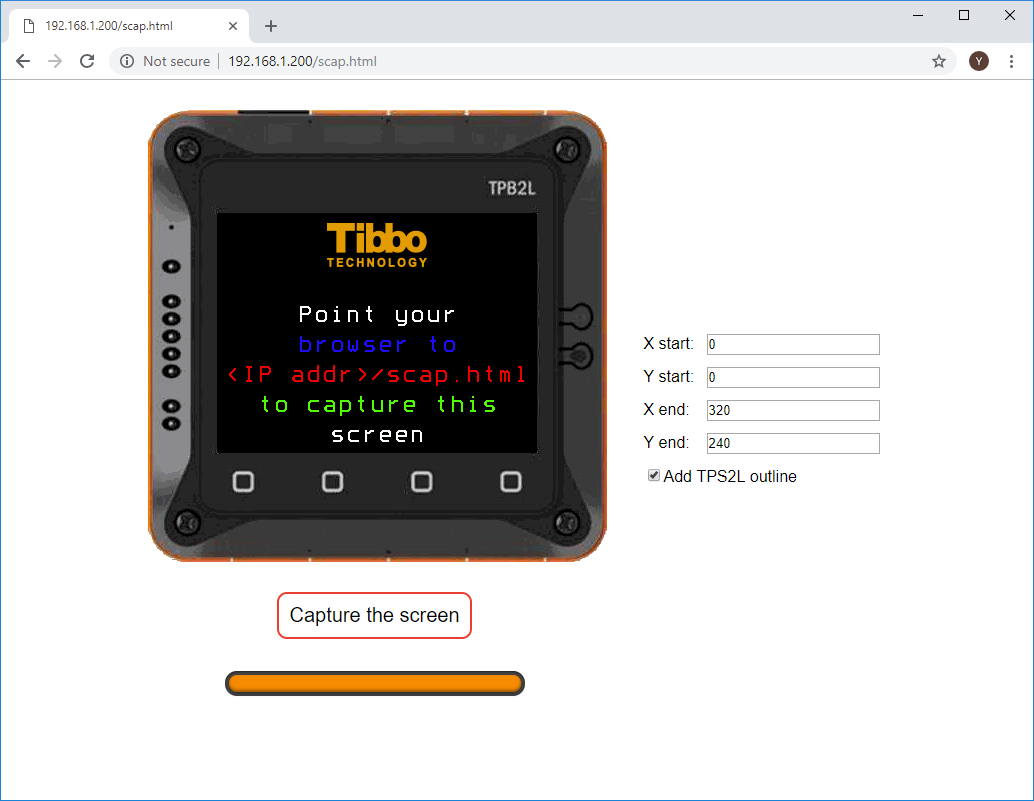 192.168.1.200/scap.html
Not secure
192.168.1.200/scap.html
Y
TPB2L
Tibbo
TECHNOLOGY
Point your
browser to
<IP addr>/scap.html
to capture this
screen
X start: 0
Y start: 0
X end: 320
Y end: 240
Add TPS2L outline
Capture the screen